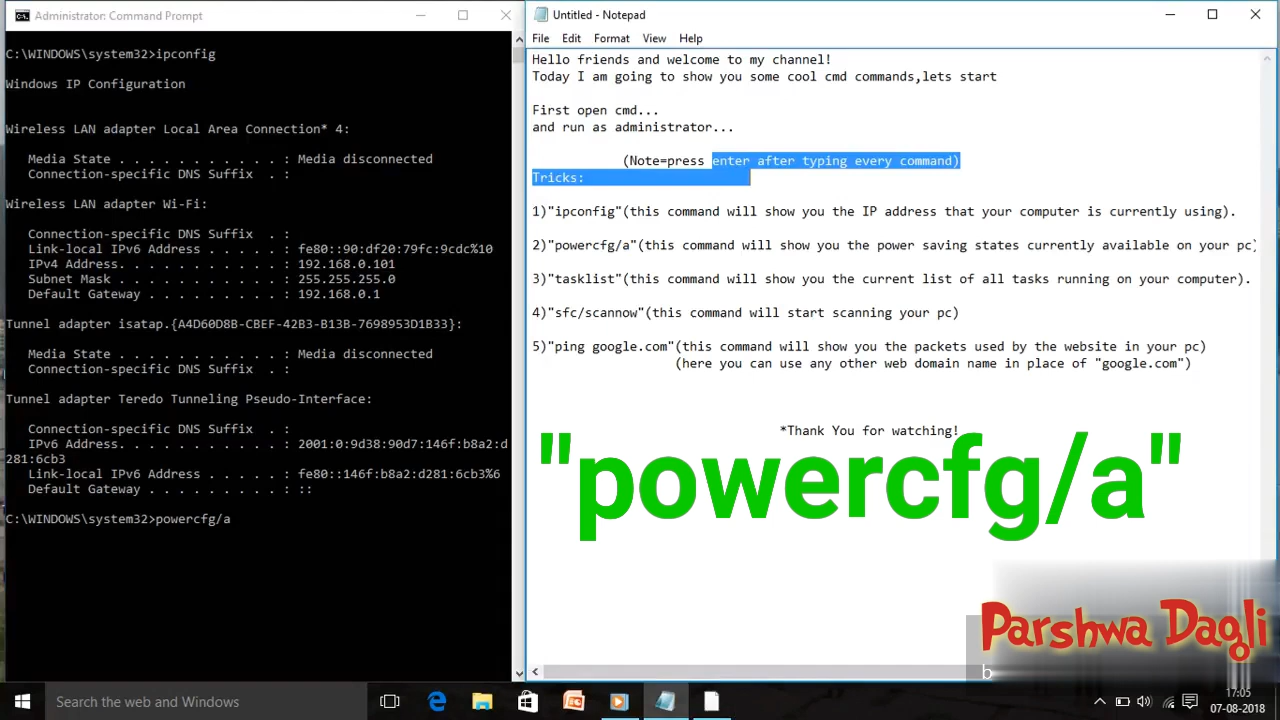 Administrator: Command Prompt
C:\WINDOWS\system32>ipconfig
Windows IP Configuration
Wireless LAN adapter Local Area Connection* 4:
Media State . . . . . . . . . . . : Media disconnected
Connection-specific DNS Suffix  . :
Wireless LAN adapter Wi-Fi:
Connection-specific DNS Suffix  . :
Link-local IPv6 Address . . . . . : fe80::90:df20:79fc:9cdc%10
IPv4 Address. . . . . . . . . . . : 192.168.0.101
Subnet Mask . . . . . . . . . . . : 255.255.255.0
Default Gateway . . . . . . . . . : 192.168.0.1
Tunnel adapter isatap.{A4D60D8B-CBEF-42B3-B13B-7698953D1B33}:
Media State . . . . . . . . . . . : Media disconnected
Connection-specific DNS Suffix  . :
Tunnel adapter Teredo Tunneling Pseudo-Interface:
Connection-specific DNS Suffix  . :
IPv6 Address. . . . . . . . . . . : 2001:0:9d38:90d7:146f:b8a2:d
281:6cb3
Link-local IPv6 Address . . . . . : fe80::146f:b8a2:d281:6cb3%6
Default Gateway . . . . . . . . . : ::
C:\WINDOWS\system32>powercfg/a
Untitled - Notepad
File Edit Format View Help
Hello friends and welcome to my channel!
Today I am going to show you some cool cmd commands,lets start
First open cmd...
and run as administrator...
(Note=press enter after typing every command)
Tricks:
1)"ipconfig"(this command will show you the IP address that your computer is currently using).
2)"powercfg/a"(this command will show you the power saving states currently available on your pc)
3)"tasklist"(this command will show you the current list of all tasks running on your computer).
4)"sfc/scannow"(this command will start scanning your pc)
5)"ping google.com"(this command will show you the packets used by the website in your pc)
(here you can use any other web domain name in place of "google.com")
*Thank You for watching!
"powercfg/a"
Parshwa Dagli
b
Search the web and Windows
17:05
07-08-2018